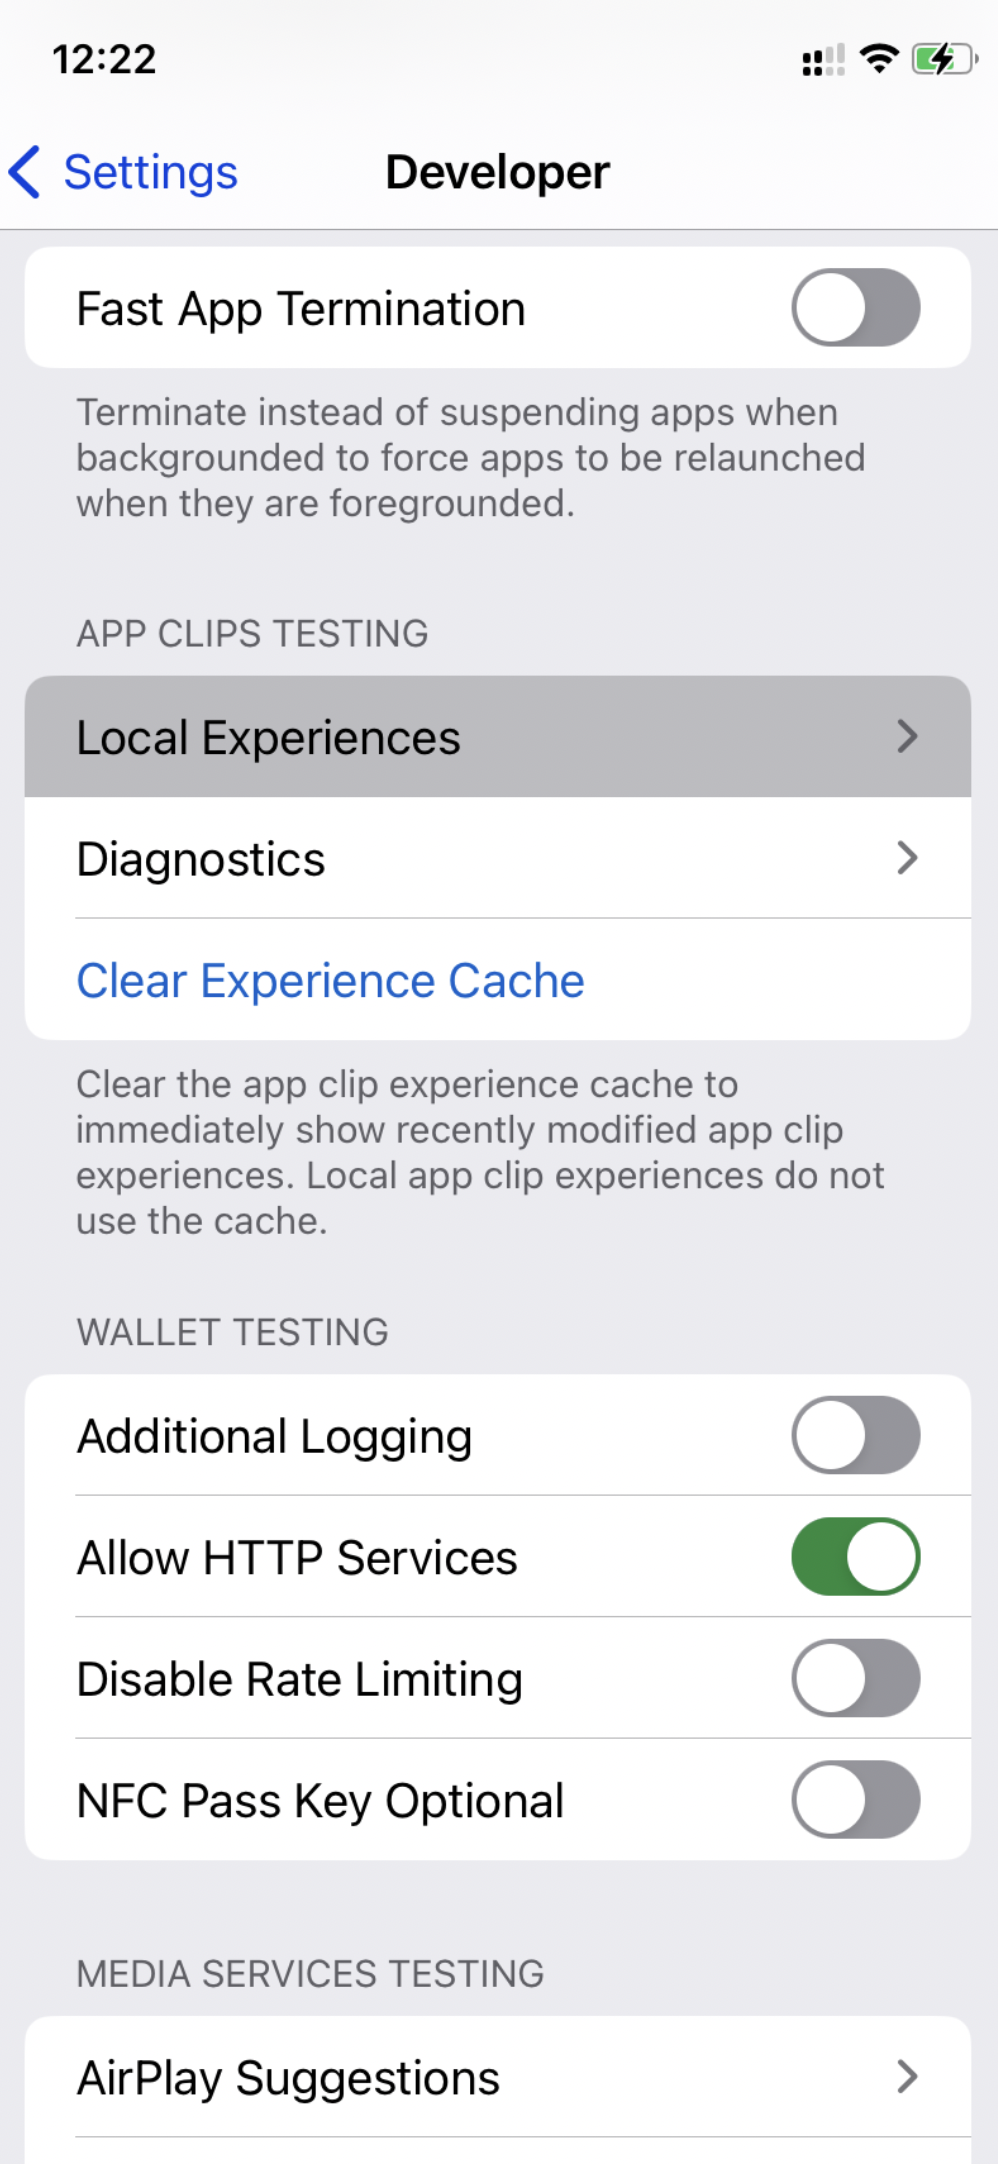 12:22
Settings
Developer
Fast App Termination
Terminate instead of suspending apps when
backgrounded to force apps to be relaunched
when they are foregrounded.
APP CLIPS TESTING
Local Experiences
Diagnostics
Clear Experience Cache
Clear the app clip experience cache to
immediately show recently modified app clip
experiences. Local app clip experiences do not
use the cache.
WALLET TESTING
Additional Logging
Allow HTTP Services
Disable Rate Limiting
NFC Pass Key Optional
MEDIA SERVICES TESTING
AirPlay Suggestions